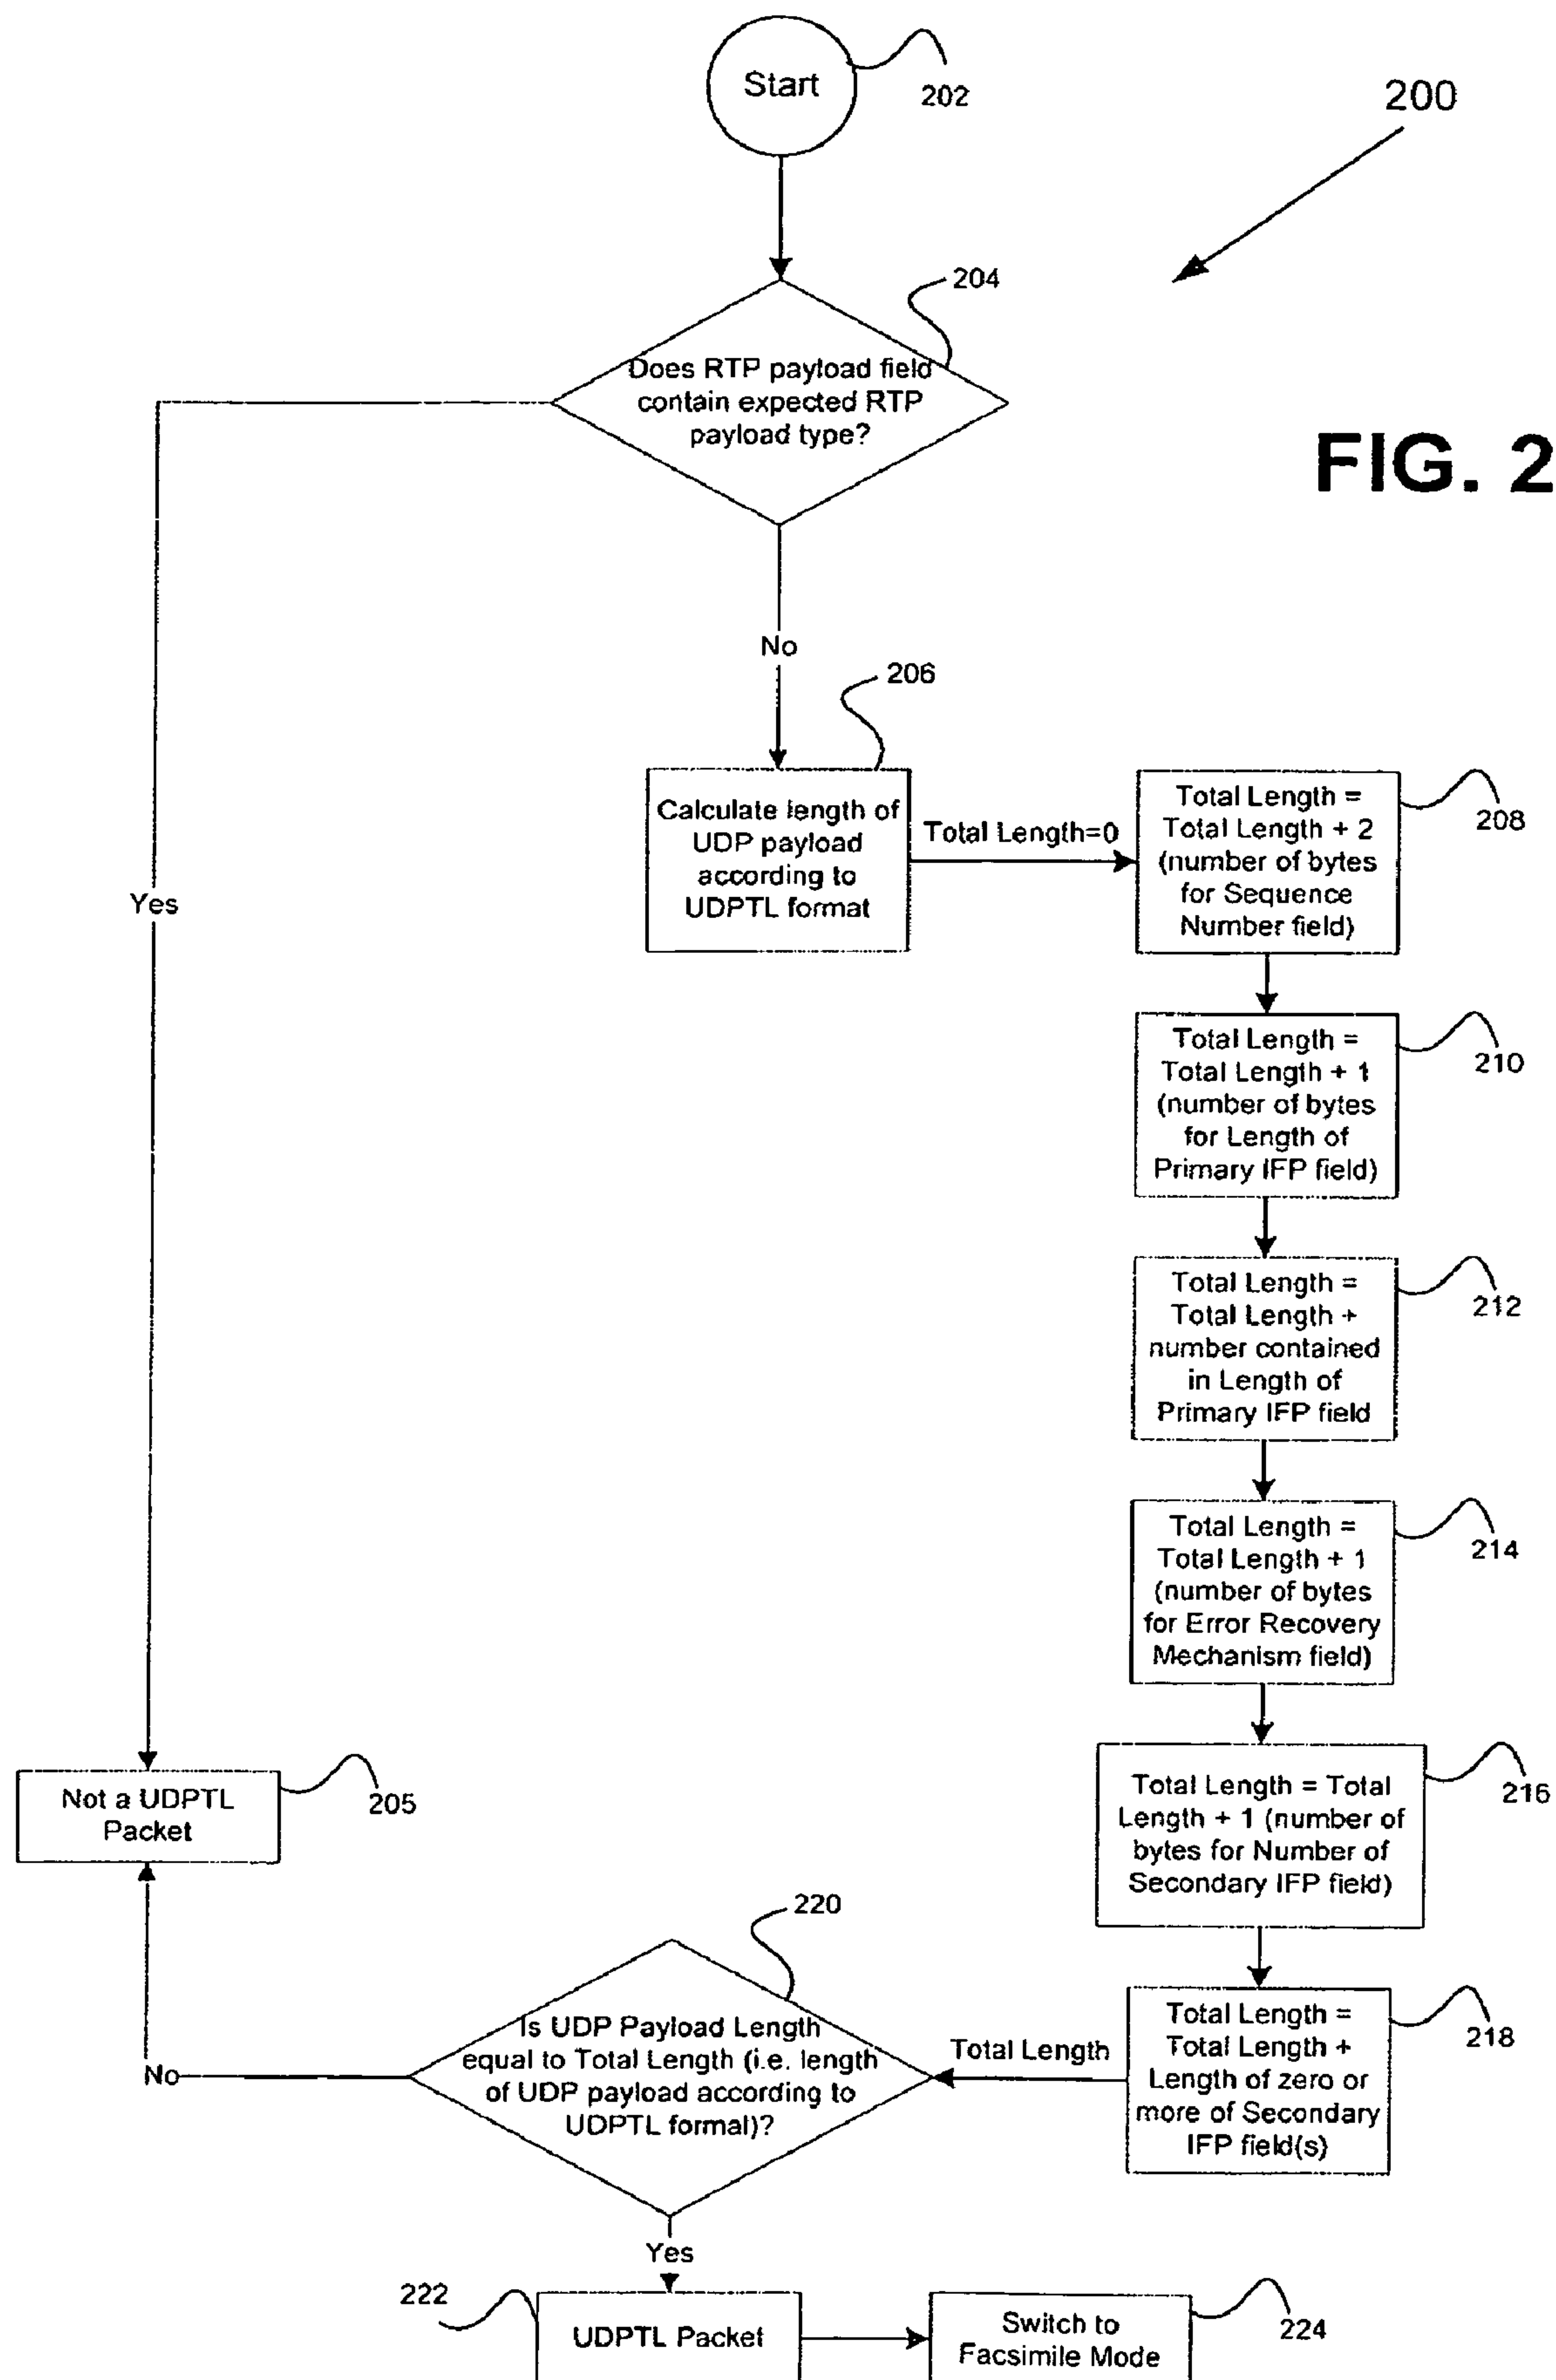 Start
202
200
204
Does RTP payload field
contain expected RTP
payload type?
FIG. 2
No
206
Calculate length of
UDP payload
according to
UDPTL format
Total Length=0
Total Length =
Total Length + 2
(number of bytes
for Sequence
Number field)
208
Yes
Total Length =
Total Length + 1
(number of bytes
for Length of
Primary IFP field)
210
Total Length =
Total Length +
number contained
in Length of
Primary IFP field
212
Total Length =
Total Length + 1
(number of bytes
for Error Recovery
Mechanism field)
214
Total Length = Total
Length + 1 (number of
bytes for Number of
Secondary IFP field)
216
Not a UDPTL
Packet
205
220
Is UDP Payload Length
equal to Total Length (i.e. length
of UDP payload according to
UDPTL formal)?
Total Length
Total Length =
Total Length +
Length of zero or
more of Secondary
IFP field(s)
218
No
Yes
222
UDPTL Packet
Switch to
Facsimile Mode
224